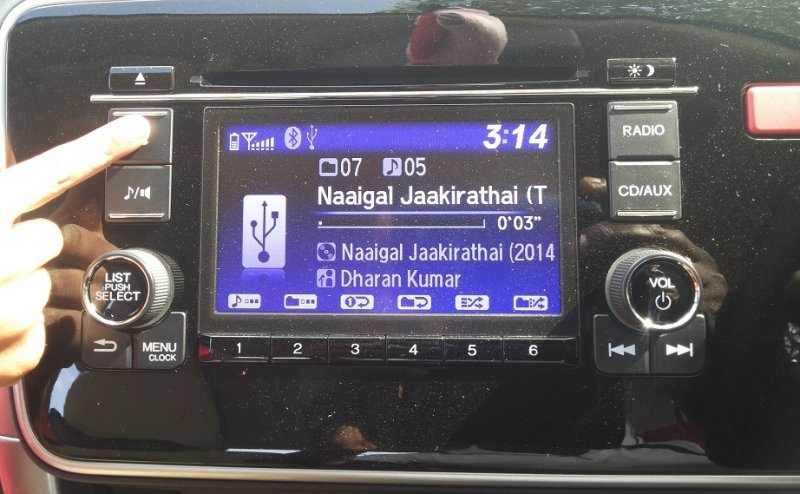 3:14
07 05
Naaigal Jaakirathai (T
0'03"
Naaigal Jaakirathai (2014
Dharan Kumar
RADIO
CD/AUX
LIST
PUSH
SELECT
VOL
MENU
CLOCK
1 2 3 4 5 6